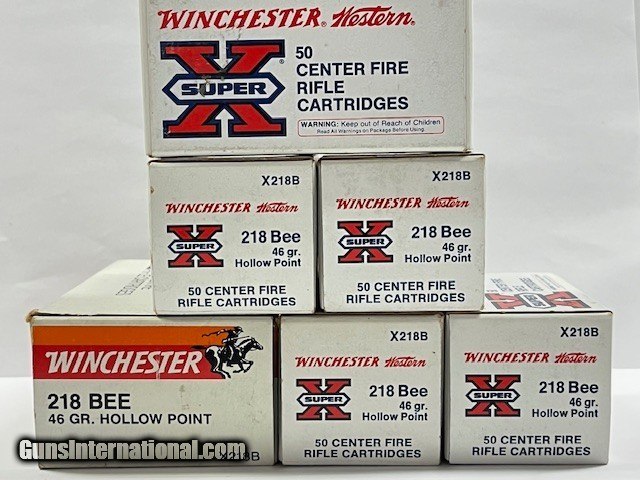 WINCHESTER Western
X
SUPER
50
CENTER FIRE
RIFLE
CARTRIDGES
WARNING: Keep out of Reach of Children
Read All Warnings on Package Before Using.
X218B
WINCHESTER Western
X
SUPER
218 Bee
46 gr.
Hollow Point
50 CENTER FIRE
RIFLE CARTRIDGES
X218B
WINCHESTER Western
X
SUPER
218 Bee
46 gr.
Hollow Point
50 CENTER FIRE
RIFLE CARTRIDGES
WINCHESTER
218 BEE
46 GR. HOLLOW POINT
X218B
X218B
WINCHESTER Western
X
SUPER
218 Bee
46 gr.
Hollow Point
50 CENTER FIRE
RIFLE CARTRIDGES
X218B
WINCHESTER Western
X
SUPER
218 Bee
46 gr.
Hollow Point
50 CENTER FIRE
RIFLE CARTRIDGES
GunsInternational.com